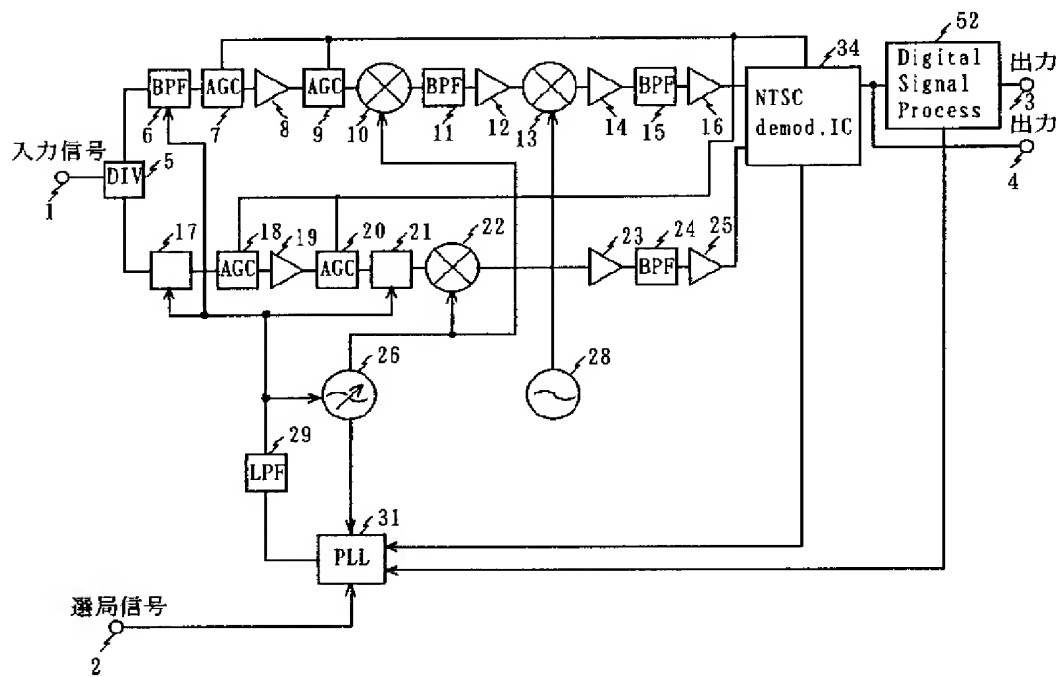 52
34
Digital
Signal
Process
出力
3
出力
4
NTSC
demod.IC
BPF
AGC
AGC
BPF
BPF
6
7
8
9
10
11
12
13
14
15
16
入力信号
1
DIV
5
17
18
19
20
21
22
23
24
25
AGC
AGC
BPF
26
28
29
LPF
31
PLL
選局信号
2